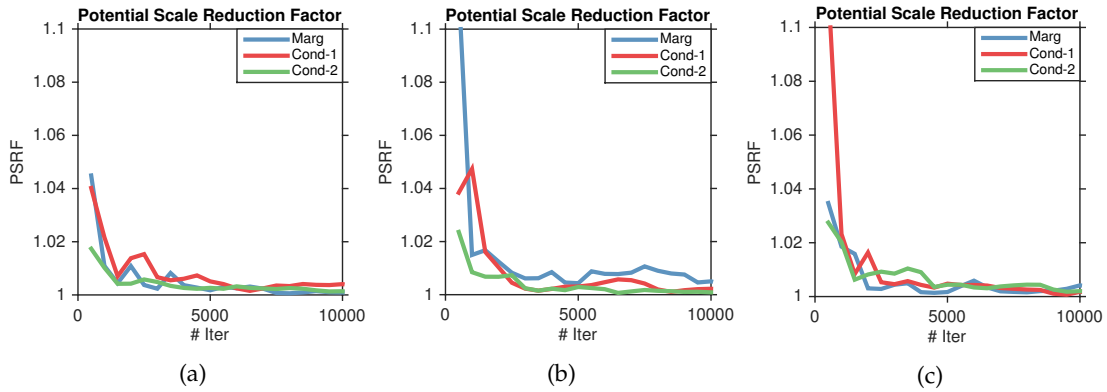 Potential Scale Reduction Factor
1.1
1.08
1.06
1.04
1.02
1
PSRF
Marg
Cond-1
Cond-2
0
5000
10000
# Iter
(a)
Potential Scale Reduction Factor
1.1
1.08
1.06
1.04
1.02
1
PSRF
Marg
Cond-1
Cond-2
0
5000
10000
# Iter
(b)
Potential Scale Reduction Factor
1.1
1.08
1.06
1.04
1.02
1
PSRF
Marg
Cond-1
Cond-2
0
5000
10000
# Iter
(c)